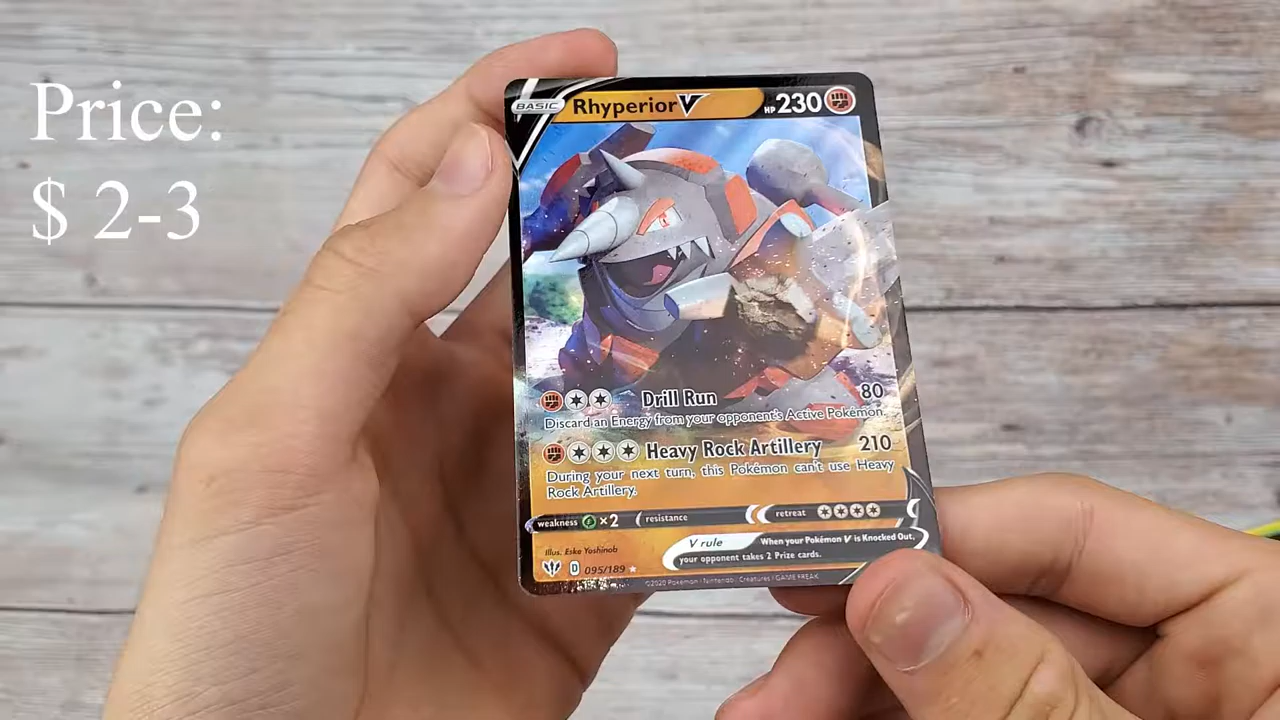 Price:
$ 2-3
BASIC Rhyperior V HP 230
Drill Run 80
Discard an Energy from your opponent's Active Pokémon.
Heavy Rock Artillery 210
During your next turn, this Pokémon can't use Heavy
Rock Artillery.
weakness ×2 resistance retreat
V rule When your Pokémon V is Knocked Out,
your opponent takes 2 Prize cards.
Illus. Eske Yoshinob
D 095/189 ★
©2020 Pokémon / Nintendo / Creatures / GAME FREAK